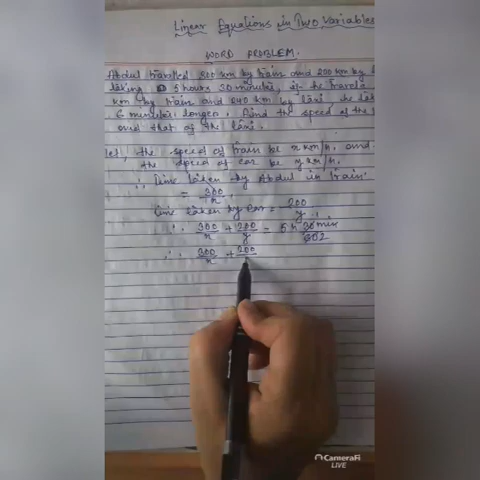 Linear Equations in Two Variables
WORD PROBLEM.
Abdul traveled 300 km by train and 200 km by
taking 5 hours 30 minutes, if he travels
km by train and 240 km by taxi, he
6 minutes longer. Find the speed of the
and that of the taxi.
let, the speed of train be x km/h, and
the speed of car be y km/h.
∴ Time taken by Abdul in train
= 300/x
Time taken by car = 200/y
∴ 300/x + 200/y = 5 h 30 min/60 2
∴ 300/x + 200
CameraFi
LIVE